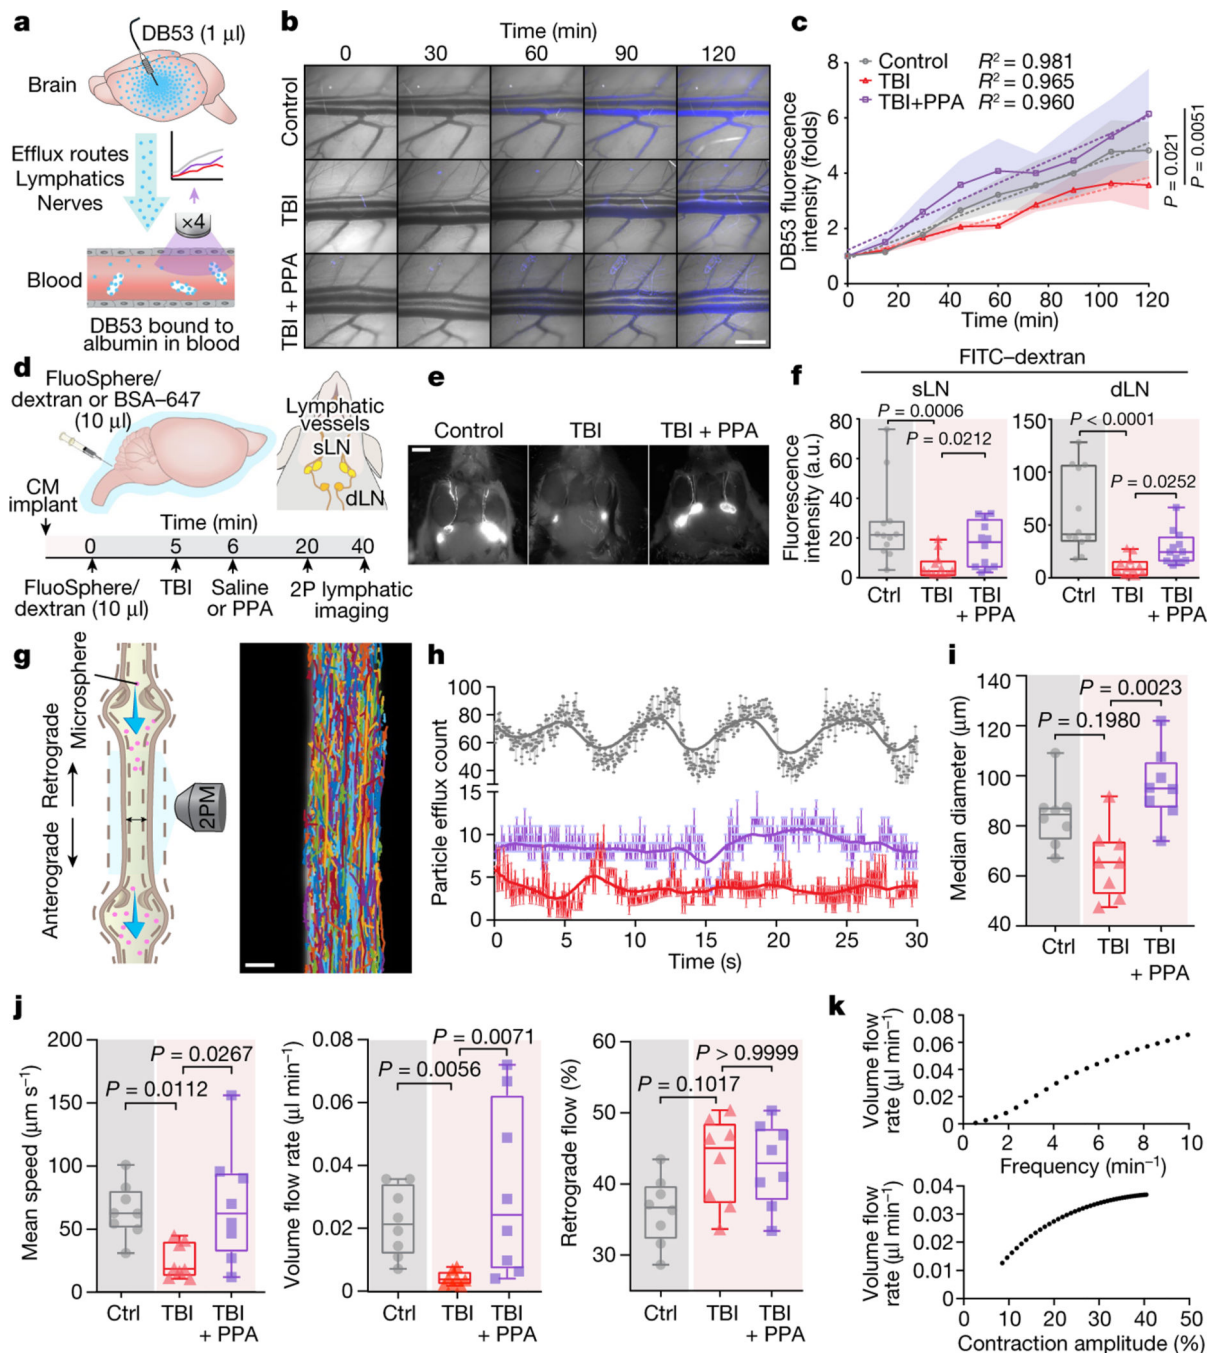 a
DB53 (1 µl)
Brain
Efflux routes
Lymphatics
Nerves
×4
Blood
DB53 bound to
albumin in blood
b
Time (min)
0 30 60 90 120
Control
TBI
TBI + PPA
c
DB53 fluorescence
intensity (folds)
8
6
4
2
0
Control R² = 0.981
TBI R² = 0.965
TBI+PPA R² = 0.960
P = 0.021
P = 0.0051
0 20 40 60 80 100 120
Time (min)
d
FluoSphere/
dextran or BSA–647
(10 µl)
Lymphatic
vessels
sLN
dLN
CM
implant
Time (min)
0 5 6 20 40
FluoSphere/
dextran (10 µl)
TBI
Saline
or PPA
2P lymphatic
imaging
e
Control TBI TBI + PPA
f
FITC–dextran
sLN dLN
Fluorescence
intensity (a.u.)
80
60
40
20
0
P = 0.0006
P = 0.0212
Ctrl TBI TBI
+ PPA
150
100
50
0
P < 0.0001
P = 0.0252
Ctrl TBI TBI
+ PPA
g
Microsphere
Retrograde
Anterograde
2PM
h
Particle efflux count
100
80
60
40
15
10
5
0
0 5 10 15 20 25 30
Time (s)
i
Median diameter (µm)
140
120
100
80
60
40
P = 0.0023
P = 0.1980
Ctrl TBI TBI
+ PPA
j
Mean speed (µm s⁻¹)
200
150
100
50
0
P = 0.0267
P = 0.0112
Ctrl TBI TBI
+ PPA
Volume flow rate (µl min⁻¹)
0.08
0.06
0.04
0.02
0
P = 0.0071
P = 0.0056
Ctrl TBI TBI
+ PPA
Retrograde flow (%)
60
50
40
30
P > 0.9999
P = 0.1017
Ctrl TBI TBI
+ PPA
k
Volume flow
rate (µl min⁻¹)
0.08
0.06
0.04
0.02
0
0 2 4 6 8 10
Frequency (min⁻¹)
Volume flow
rate (µl min⁻¹)
0.04
0.03
0.02
0.01
0
0 10 20 30 40 50
Contraction amplitude (%)